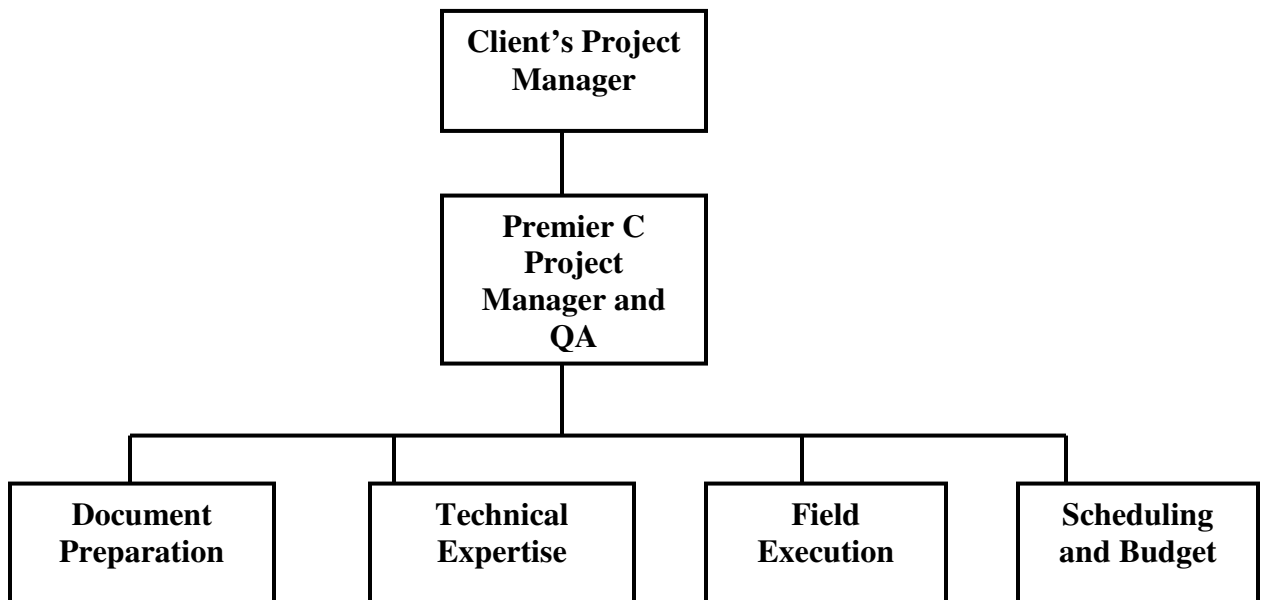 Client’s Project
Manager
Premier C
Project
Manager and
QA
Document
Preparation
Technical
Expertise
Field
Execution
Scheduling
and Budget